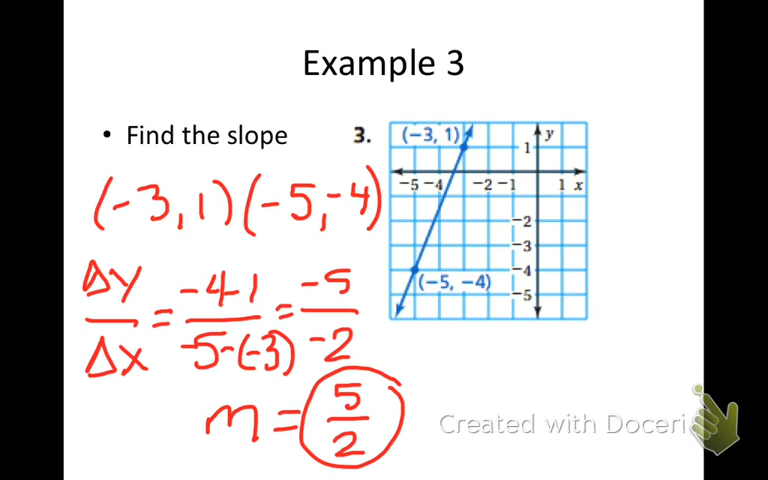 Example 3
• Find the slope
(-3, 1) (-5, -4)
Δy/Δx = -4-1/-5-(-3) = -5/-2
m = 5/2
3.
(−3, 1)
y
1
−5 −4 −2 −1 1 x
−2
−3
−4
(−5, −4)
−5
Created with Doceri